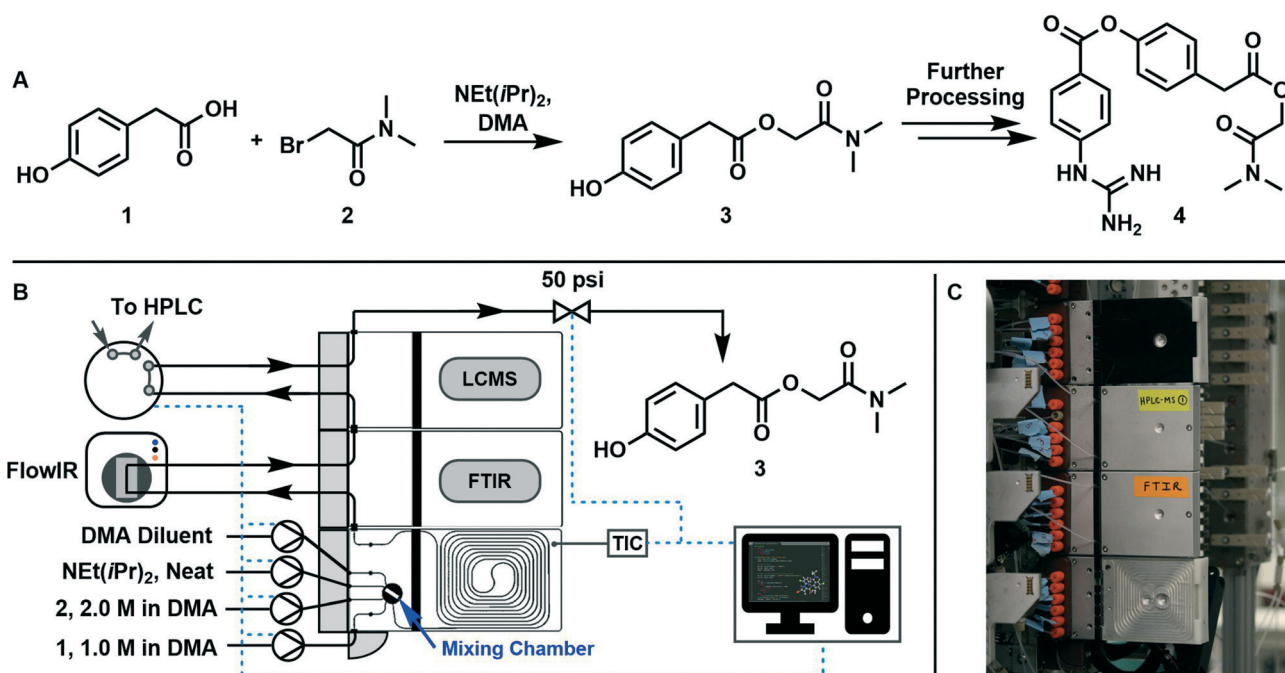 A
HO
OH
O
1
+
Br
N
O
2
NEt(iPr)₂,
DMA
HO
O
O
O
N
3
Further
Processing
O
O
O
O
O
N
NH
NH
NH₂
4
B
To HPLC
FlowIR
DMA Diluent
NEt(iPr)₂, Neat
2, 2.0 M in DMA
1, 1.0 M in DMA
LCMS
FTIR
Mixing Chamber
TIC
50 psi
HO
O
O
O
N
3
C
HPLC-MS ①
FTIR